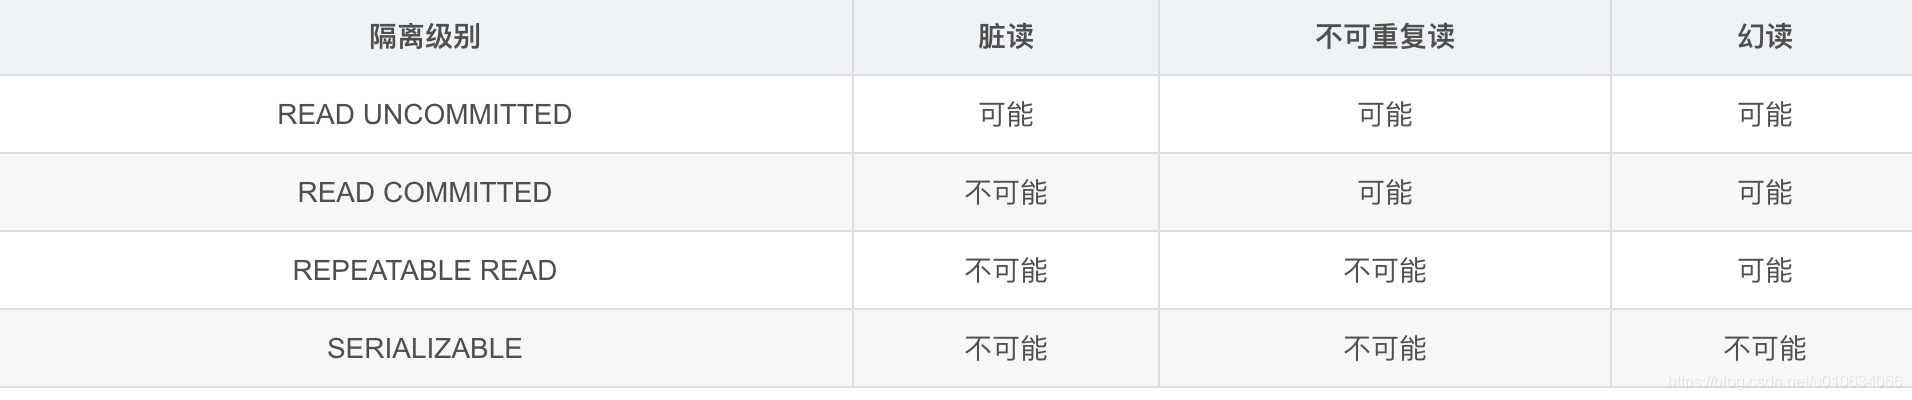 隔离级别 脏读 不可重复读 幻读
READ UNCOMMITTED 可能 可能 可能
READ COMMITTED 不可能 可能 可能
REPEATABLE READ 不可能 不可能 可能
SERIALIZABLE 不可能 不可能 不可能
https://blog.csdn.net/u010634066